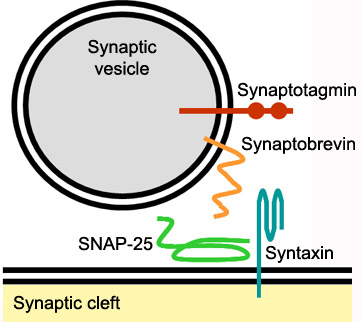 Synaptic
vesicle
Synaptotagmin
Synaptobrevin
SNAP-25
Syntaxin
Synaptic cleft